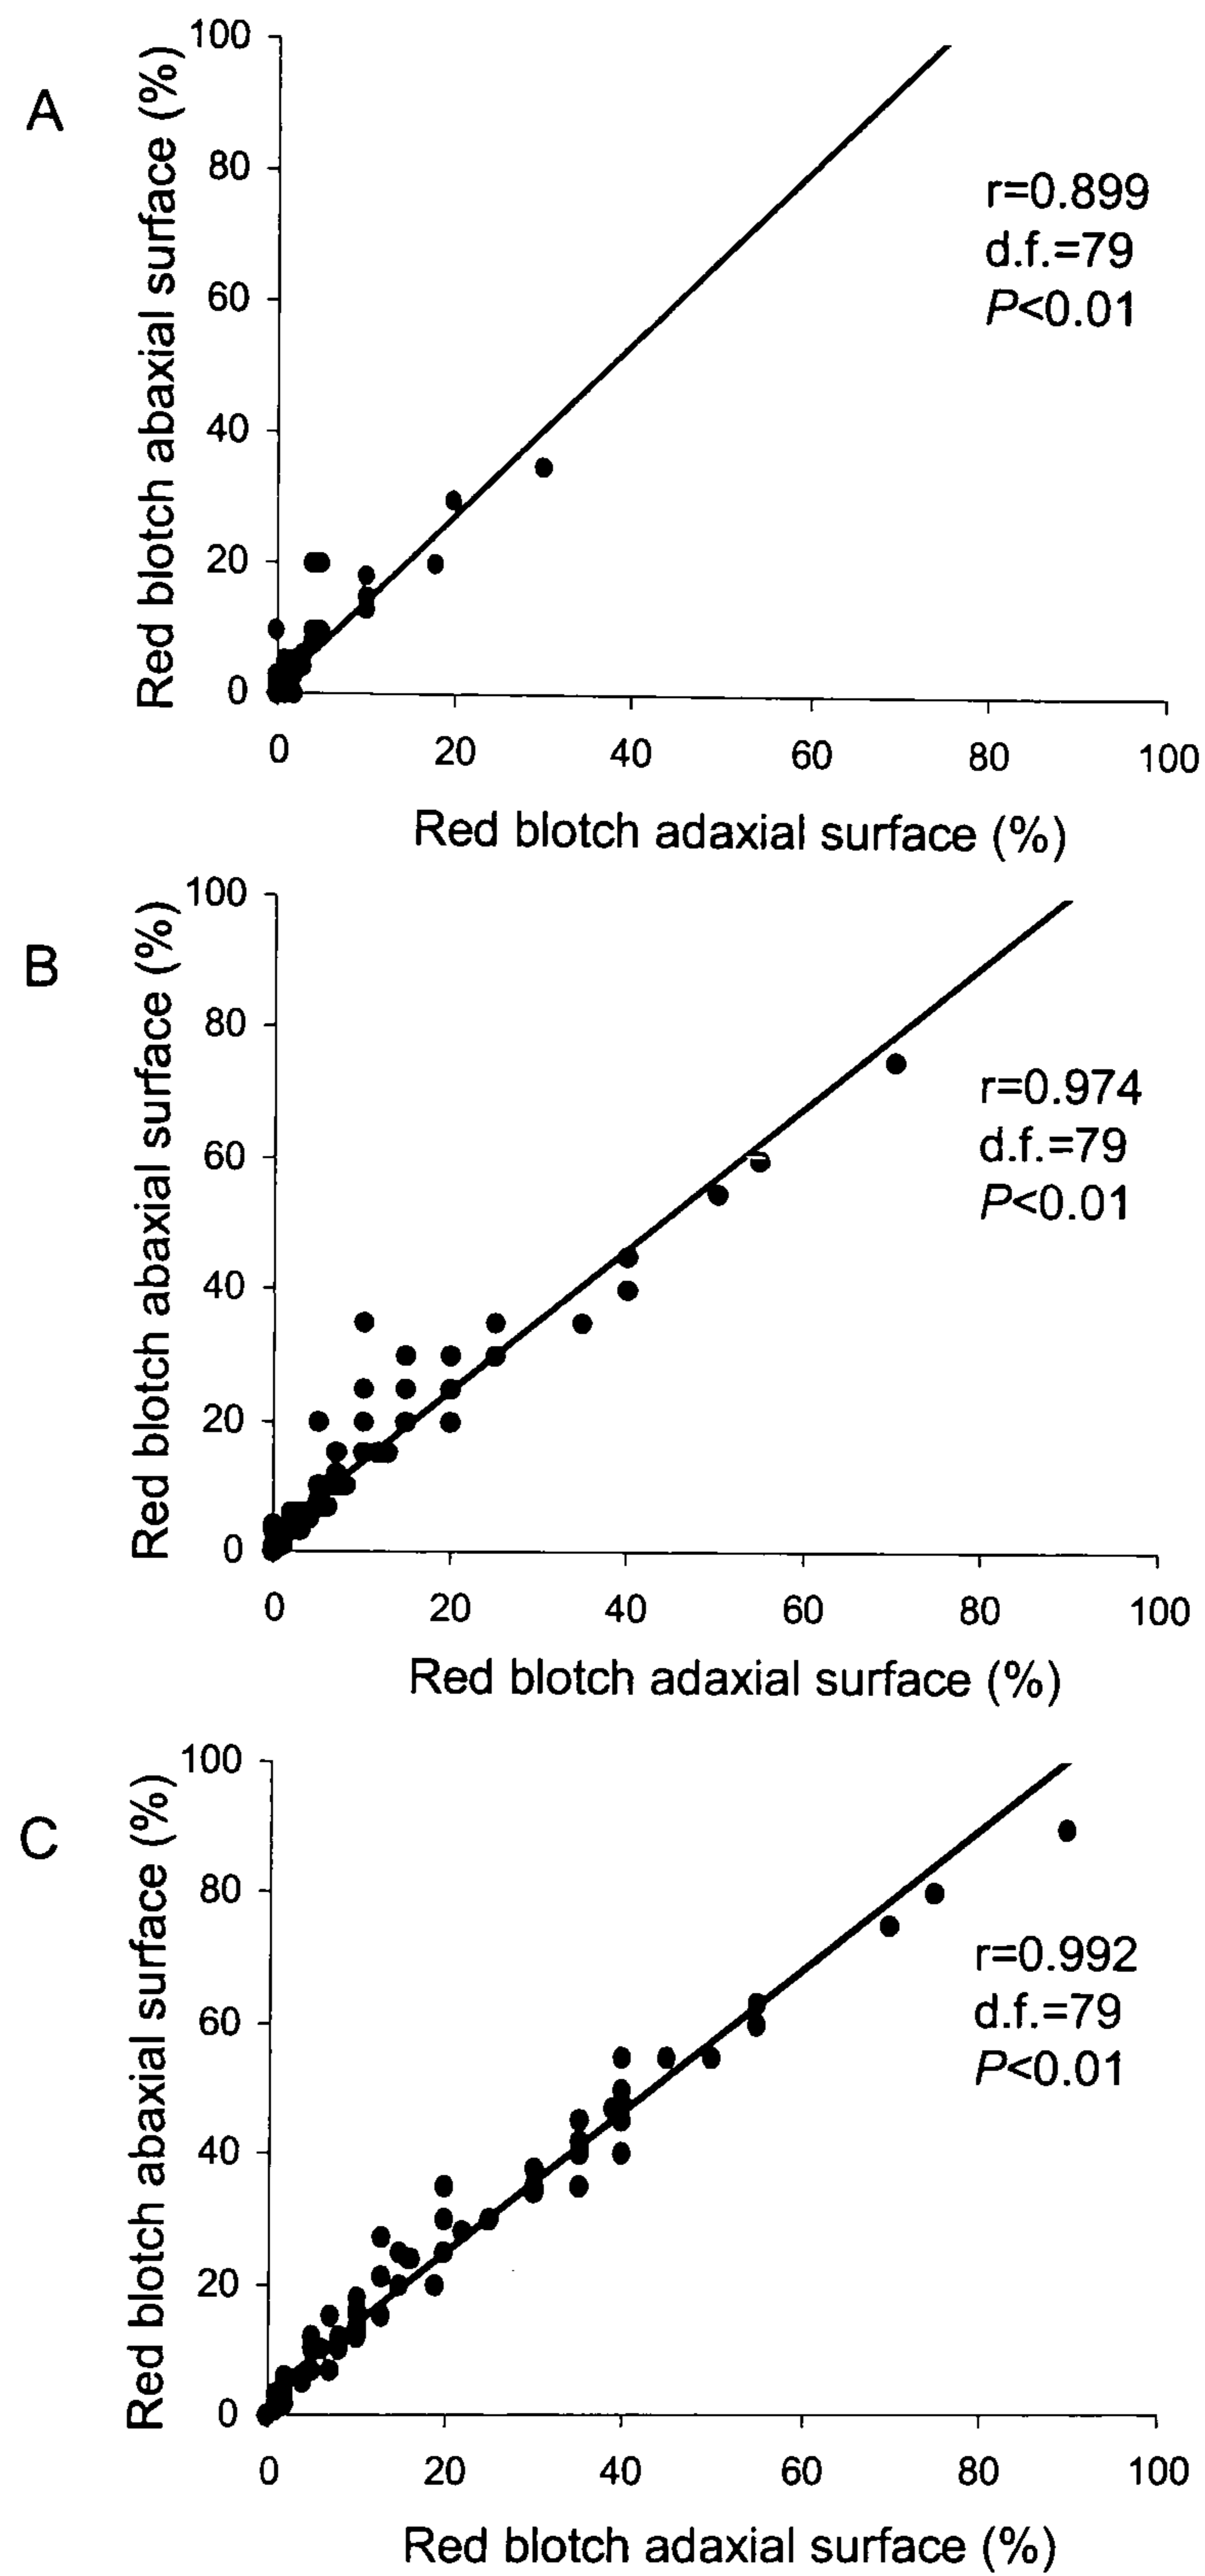 A
Red blotch abaxial surface (%)
100
80
60
40
20
0
r=0.899
d.f.=79
P<0.01
0 20 40 60 80 100
Red blotch adaxial surface (%)
B
Red blotch abaxial surface (%)
100
80
60
40
20
0
r=0.974
d.f.=79
P<0.01
0 20 40 60 80 100
Red blotch adaxial surface (%)
C
Red blotch abaxial surface (%)
100
80
60
40
20
0
r=0.992
d.f.=79
P<0.01
0 20 40 60 80 100
Red blotch adaxial surface (%)